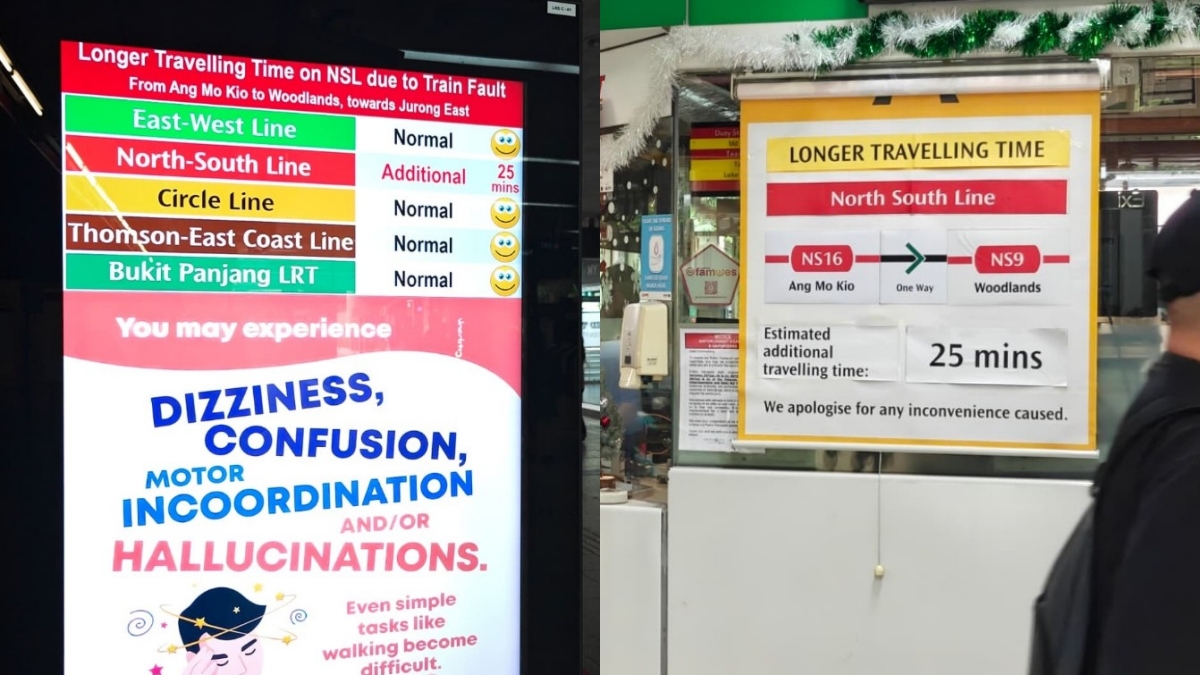 Longer Travelling Time on NSL due to Train Fault
From Ang Mo Kio to Woodlands, towards Jurong East
East-West Line Normal
North-South Line Additional 25 mins
Circle Line Normal
Thomson-East Coast Line Normal
Bukit Panjang LRT Normal
You may experience
DIZZINESS,
CONFUSION,
MOTOR
INCOORDINATION
AND/OR
HALLUCINATIONS.
Even simple
tasks like
walking become
difficult.
LONGER TRAVELLING TIME
North South Line
NS16 NS9
Ang Mo Kio One Way Woodlands
Estimated
additional
travelling time:
25 mins
We apologise for any inconvenience caused.